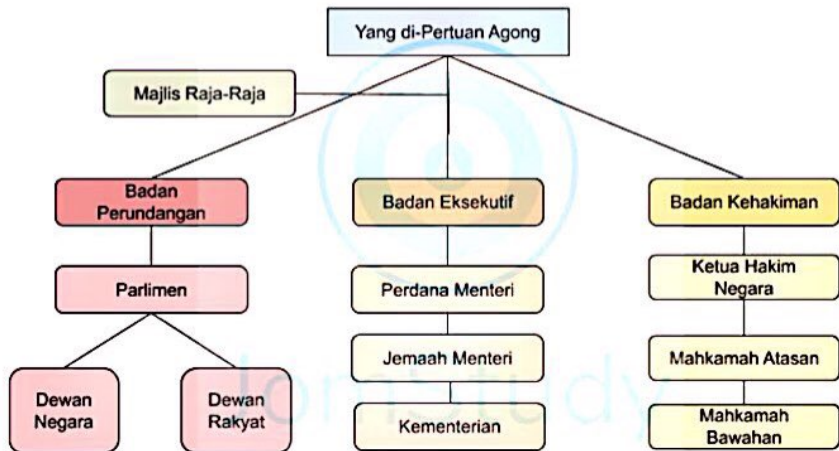 Yang di-Pertuan Agong
Majlis Raja-Raja
Badan
Perundangan
Badan Eksekutif
Badan Kehakiman
Parlimen
Perdana Menteri
Ketua Hakim
Negara
Dewan
Negara
Dewan
Rakyat
Jemaah Menteri
Mahkamah Atasan
Kementerian
Mahkamah
Bawahan
JomStudy